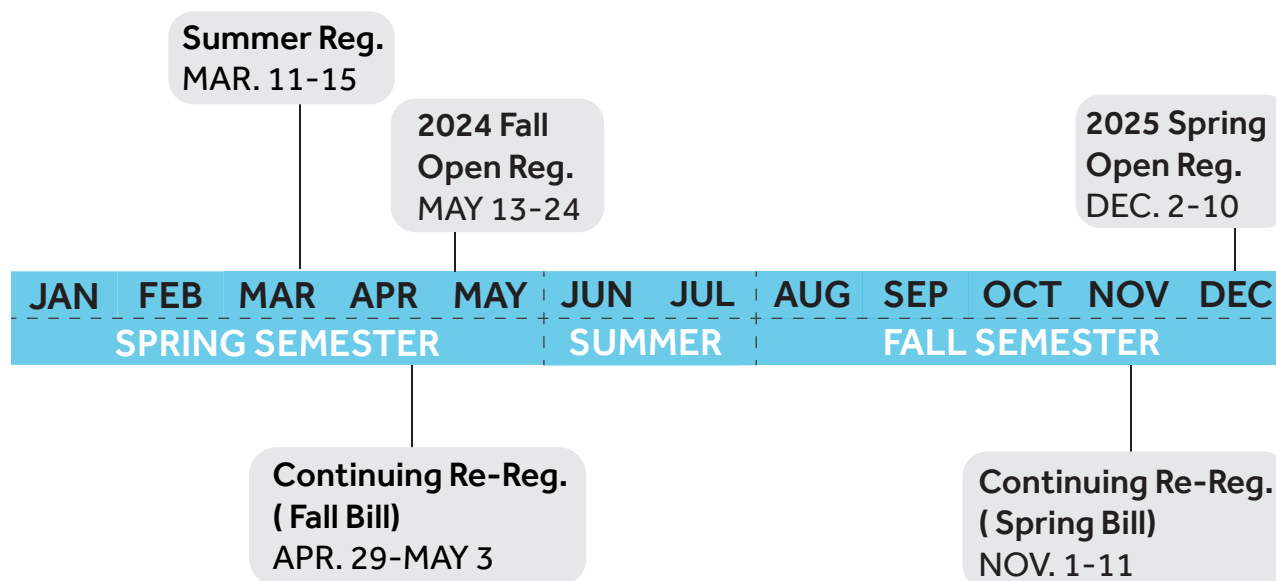 Summer Reg.
MAR. 11-15
2024 Fall
Open Reg.
MAY 13-24
2025 Spring
Open Reg.
DEC. 2-10
JAN FEB MAR APR MAY JUN JUL AUG SEP OCT NOV DEC
SPRING SEMESTER SUMMER FALL SEMESTER
Continuing Re-Reg.
( Fall Bill)
APR. 29-MAY 3
Continuing Re-Reg.
( Spring Bill)
NOV. 1-11